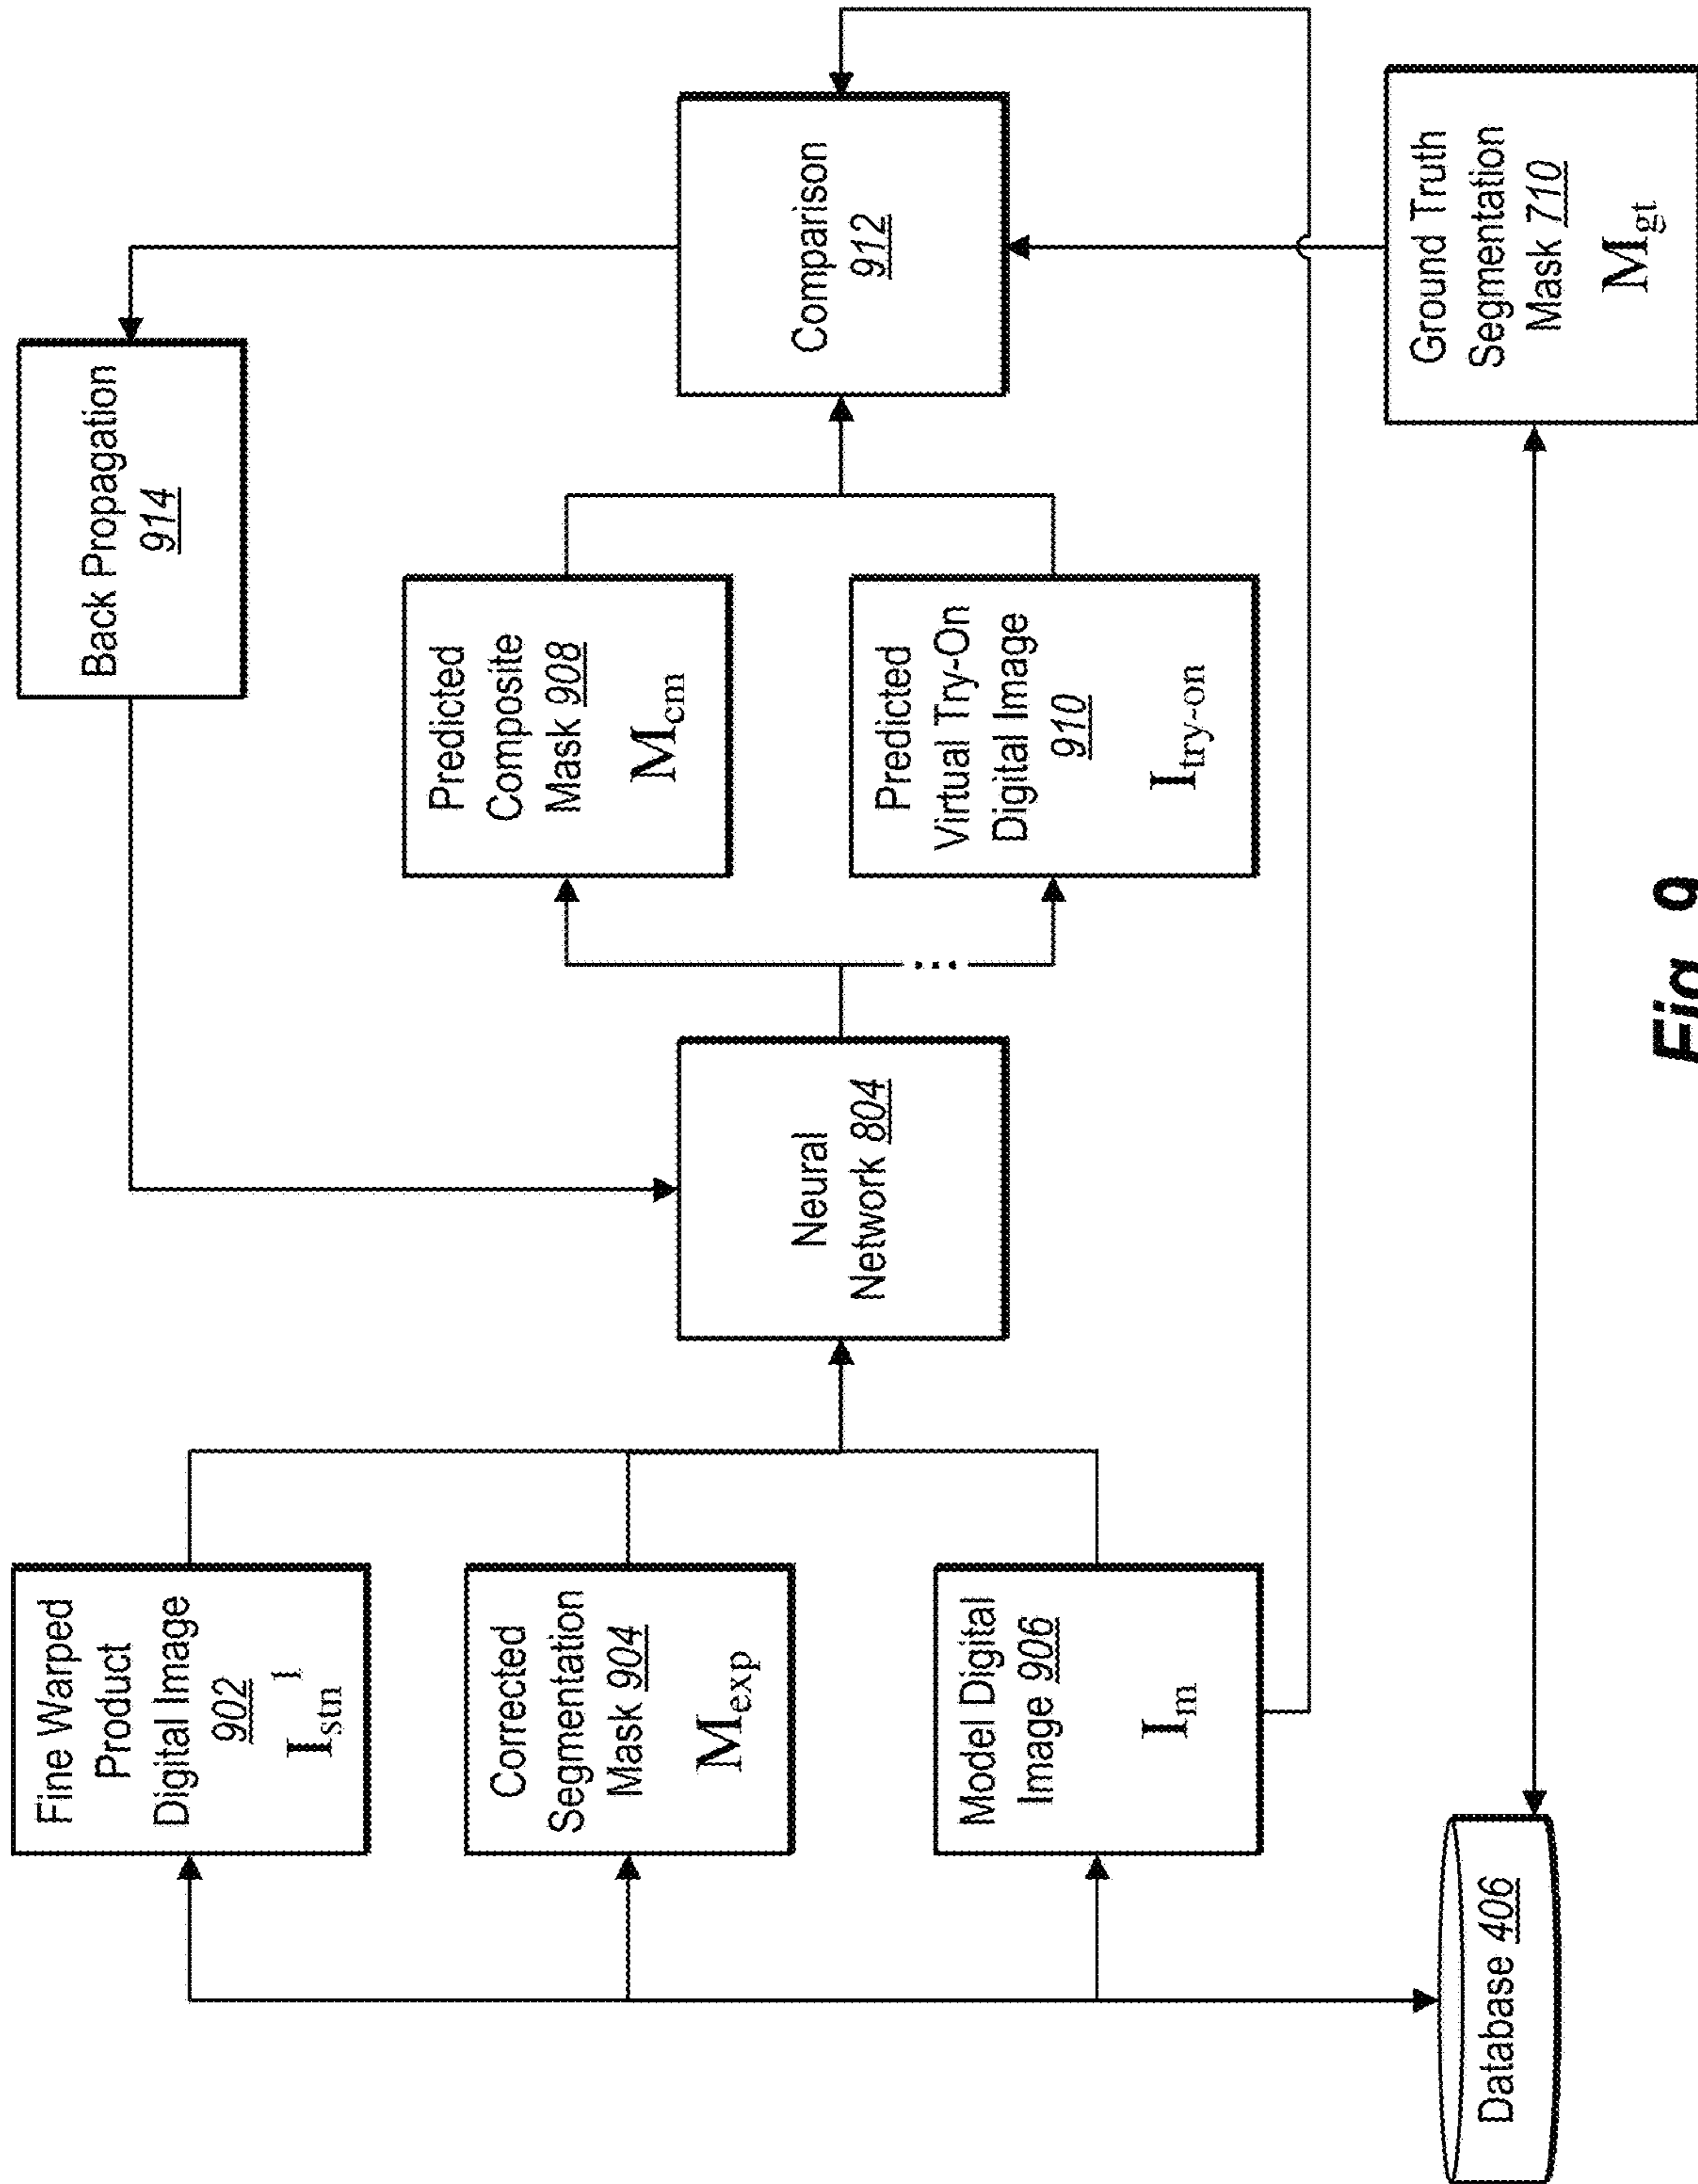 Fine Warped
Product
Digital Image
902
I_stn^1
Corrected
Segmentation
Mask 904
M_exp
Model Digital
Image 906
I_m
Database 406
Neural
Network 804
Back Propagation
914
Predicted
Composite
Mask 908
M_cm
Predicted
Virtual Try-On
Digital Image
910
I_try-on
...
Comparison
912
Ground Truth
Segmentation
Mask 710
M_gt
Fig. 9